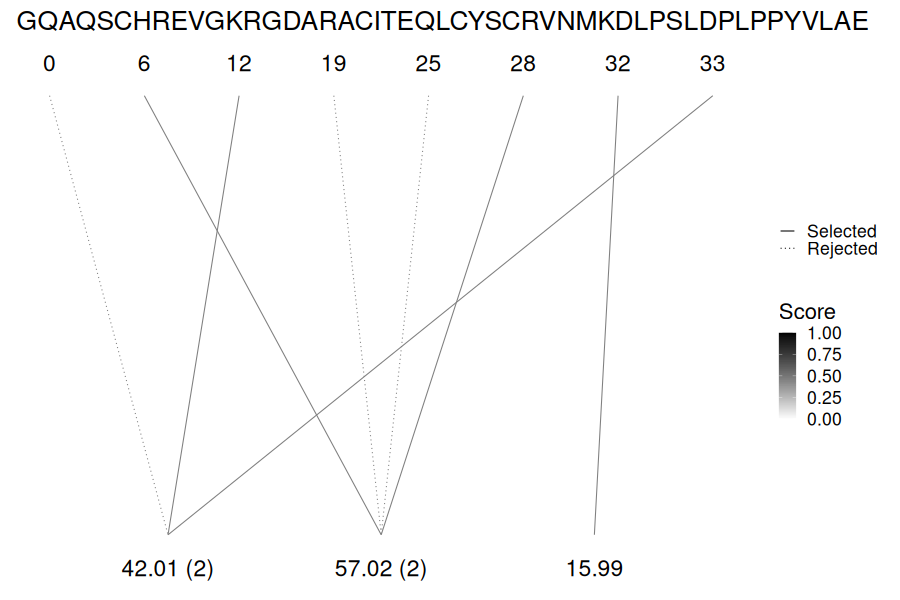 GQAQSCHREVGKRGDARACITEQLCYSCRVNMKDLPSLDPLPPYVLAE
0 6 12 19 25 28 32 33
Selected
Rejected
Score
1.00
0.75
0.50
0.25
0.00
42.01 (2) 57.02 (2) 15.99